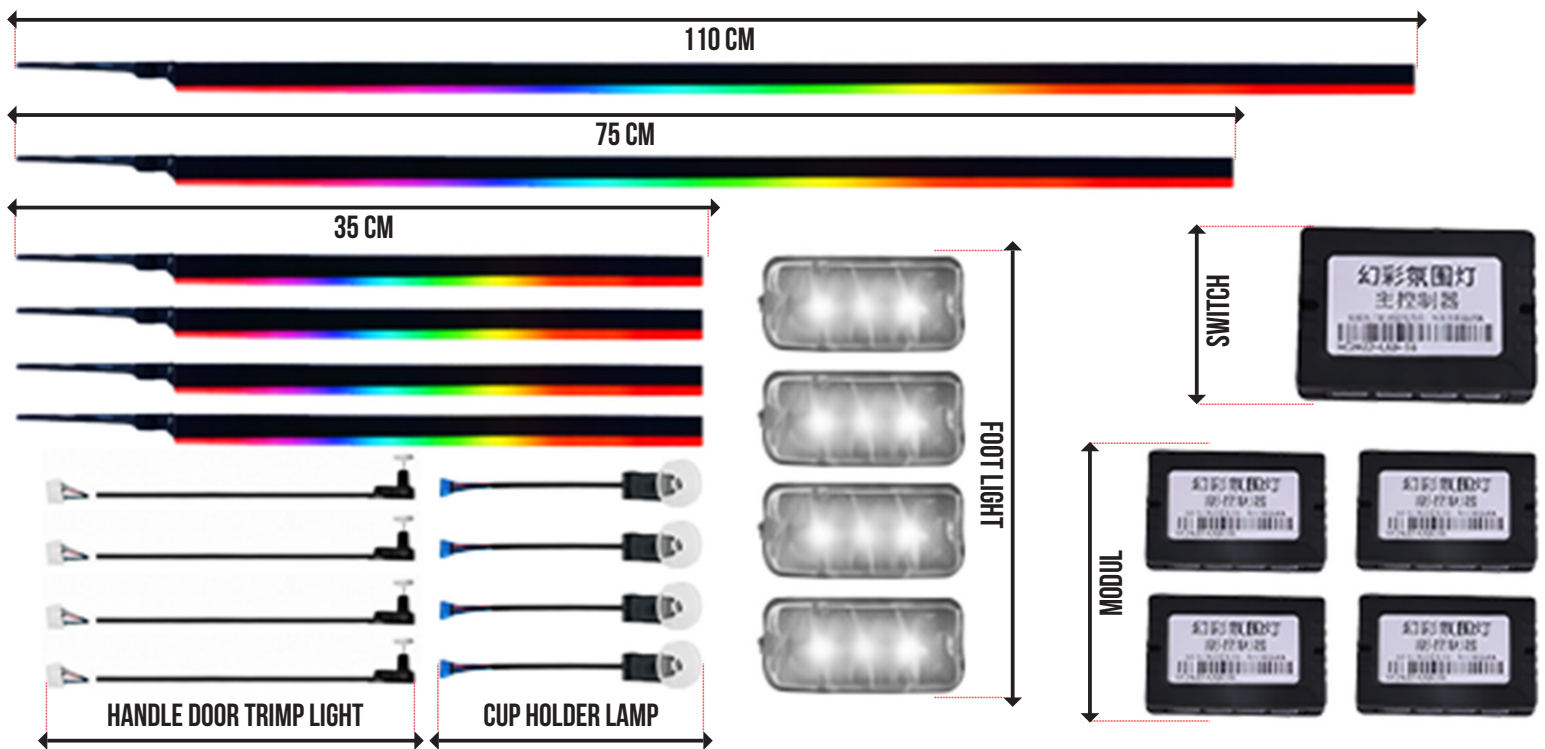 110 CM
75 CM
35 CM
SWITCH
幻彩氛围灯
主控制器
FOOT LIGHT
MODUL
幻彩氛围灯
幻彩氛围灯
幻彩氛围灯
幻彩氛围灯
HANDLE DOOR TRIMP LIGHT
CUP HOLDER LAMP